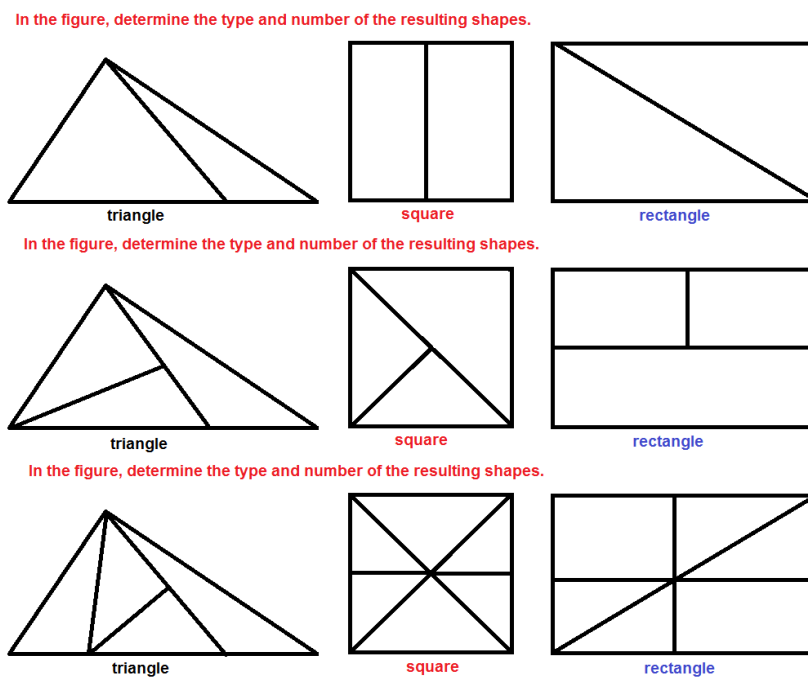 In the figure, determine the type and number of the resulting shapes.
triangle
square
rectangle
In the figure, determine the type and number of the resulting shapes.
triangle
square
rectangle
In the figure, determine the type and number of the resulting shapes.
triangle
square
rectangle